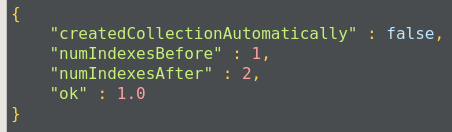 {
    "createdCollectionAutomatically" : false,
    "numIndexesBefore" : 1,
    "numIndexesAfter" : 2,
    "ok" : 1.0
}